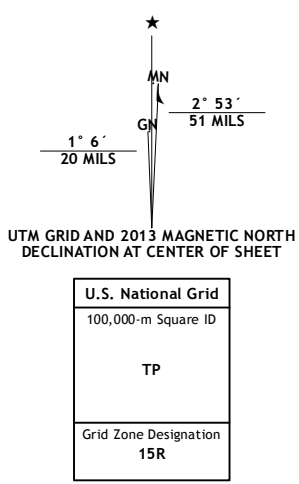 ★
MN
GN
2° 53´
51 MILS
1° 6´
20 MILS
UTM GRID AND 2013 MAGNETIC NORTH
DECLINATION AT CENTER OF SHEET
U.S. National Grid
100,000-m Square ID
TP
Grid Zone Designation
15R